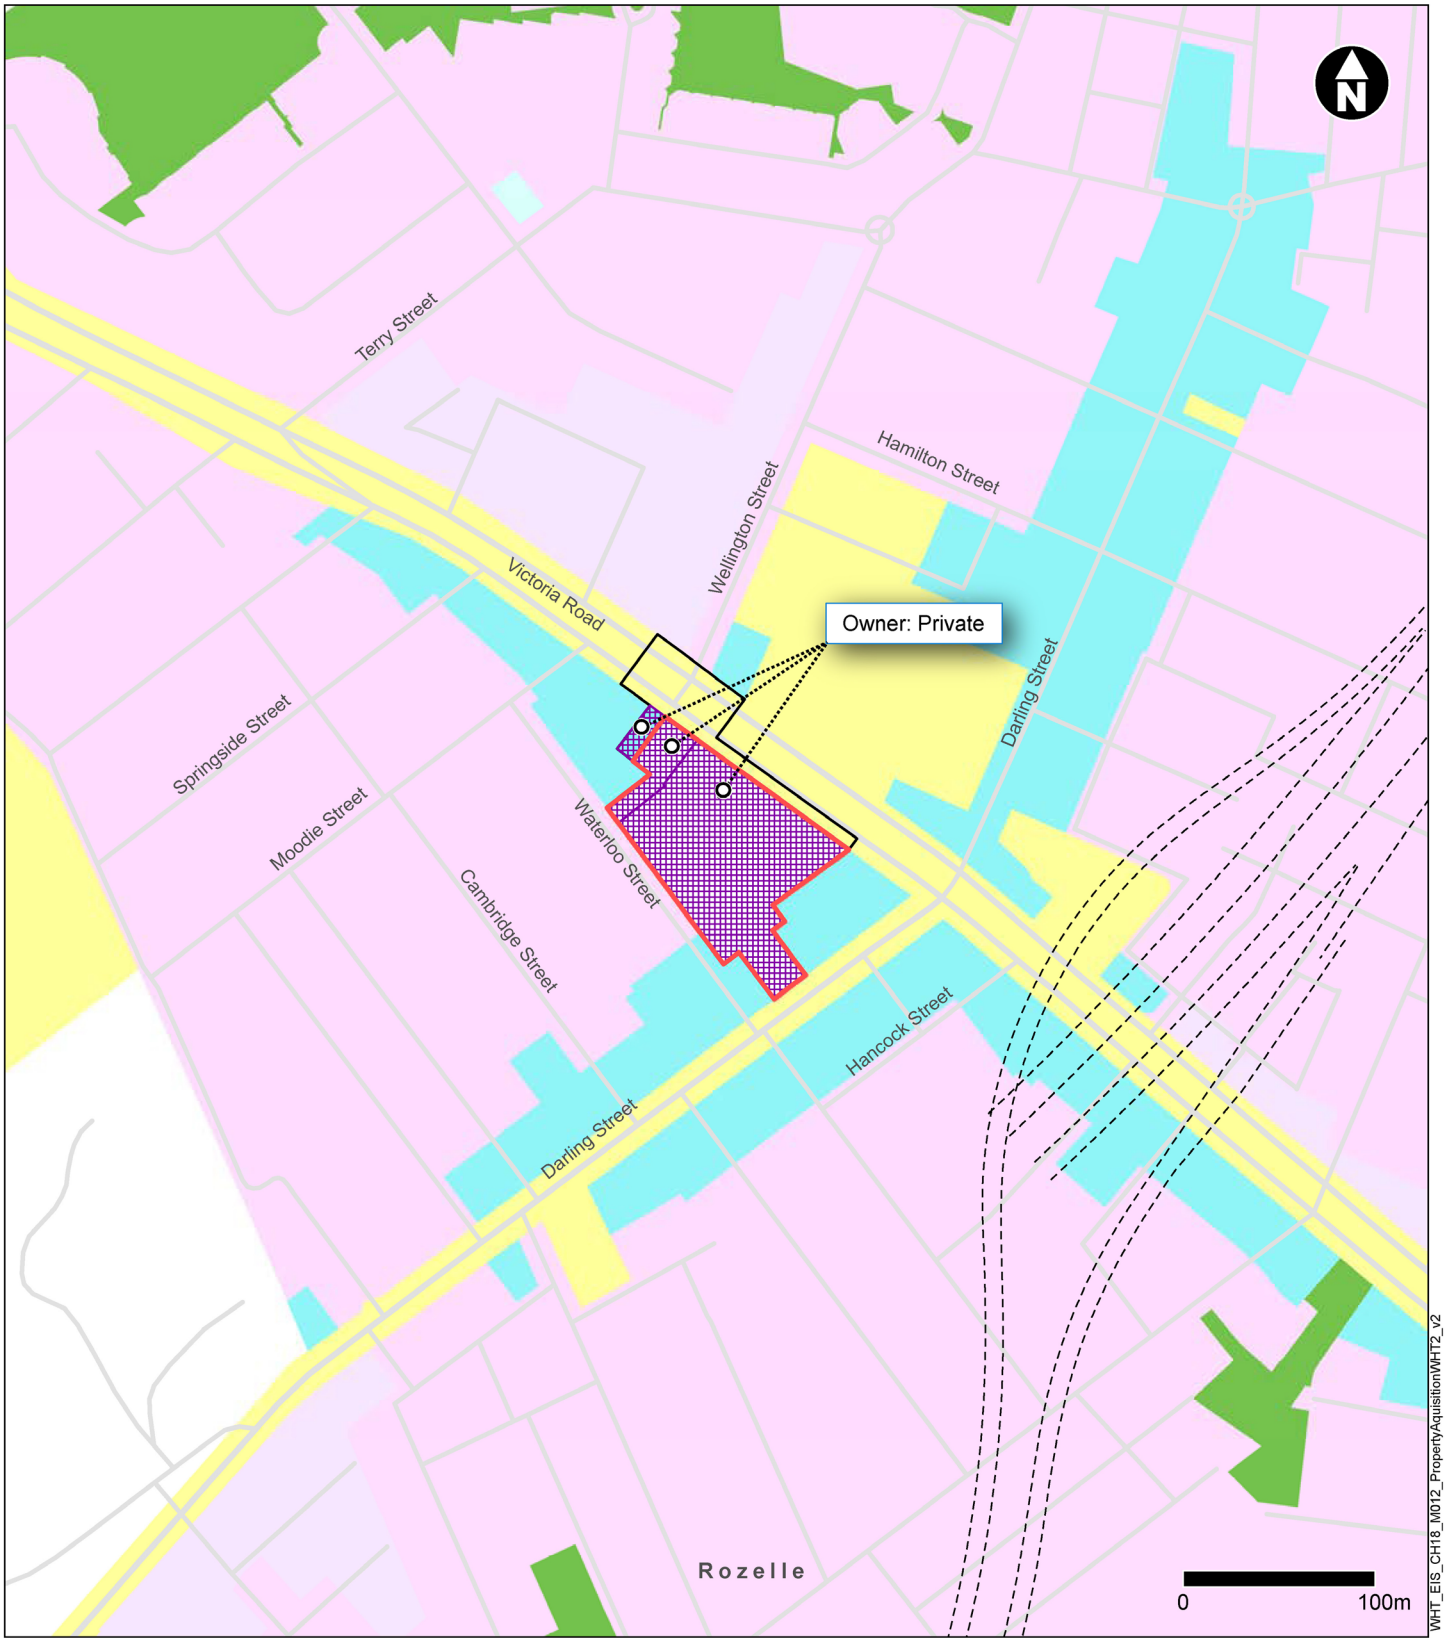 N
Terry Street
Hamilton Street
Wellington Street
Victoria Road
Owner: Private
Darling Street
Springside Street
Moodie Street
Waterloo Street
Cambridge Street
Hancock Street
Darling Street
Rozelle
0 100m
WHT_EIS_CH18_M012_PropertyAquisitionWHT2_v2